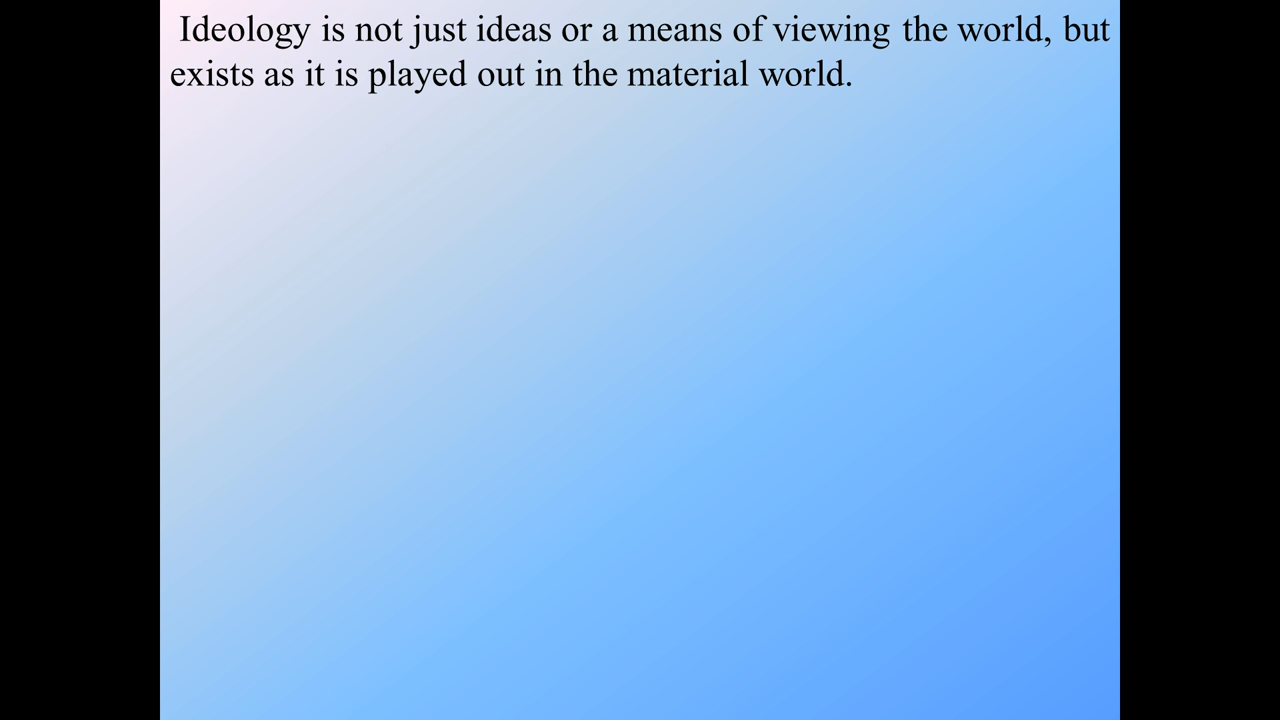 Ideology is not just ideas or a means of viewing the world, but
exists as it is played out in the material world.